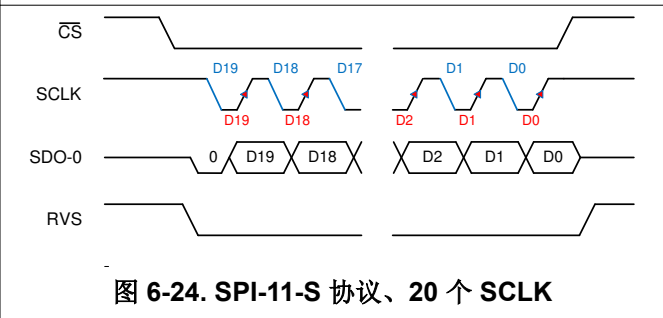 CS
D19 D18 D17 D1 D0
SCLK
D19 D18 D2 D1 D0
SDO-0 0 D19 D18 D2 D1 D0
RVS
图 6-24. SPI-11-S 协议、20 个 SCLK